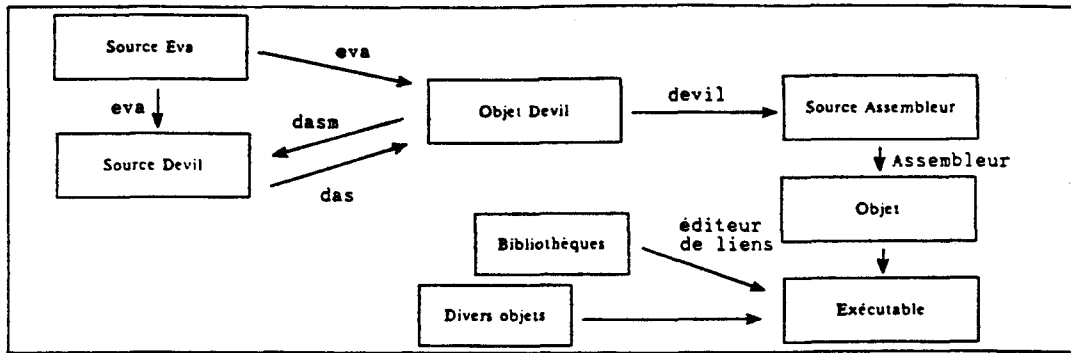 Source Eva
eva
eva
Objet Devil
devil
Source Assembleur
dasm
Source Devil
das
Assembleur
Objet
éditeur
de liens
Bibliothèques
Divers objets
Exécutable